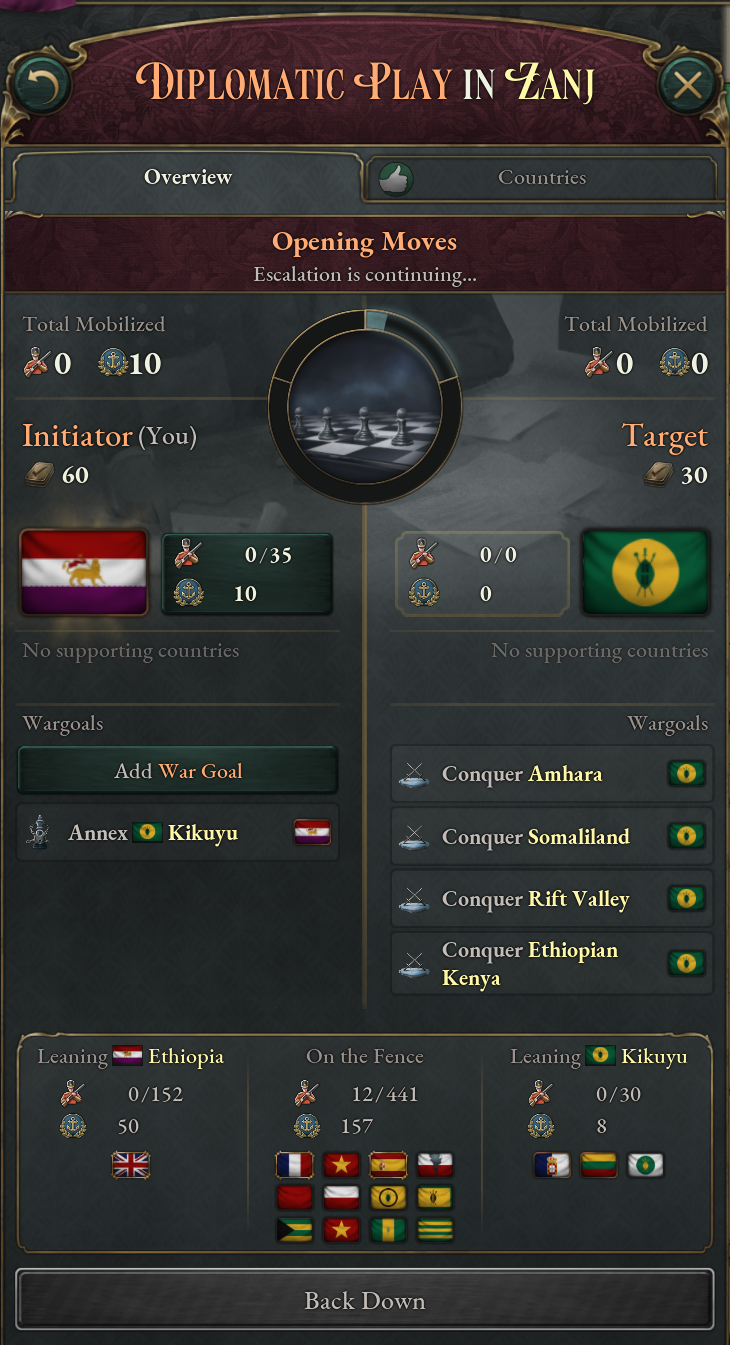 Diplomatic Play in Zanj
Overview
Countries
Opening Moves
Escalation is continuing...
Total Mobilized
Total Mobilized
0 10
0 0
Initiator (You)
Target
60
30
0/35
10
0/0
0
No supporting countries
No supporting countries
Wargoals
Wargoals
Add War Goal
Annex Kikuyu
Conquer Amhara
Conquer Somaliland
Conquer Rift Valley
Conquer Ethiopian
Kenya
Leaning Ethiopia
0/152
50
On the Fence
12/441
157
Leaning Kikuyu
0/30
8
Back Down